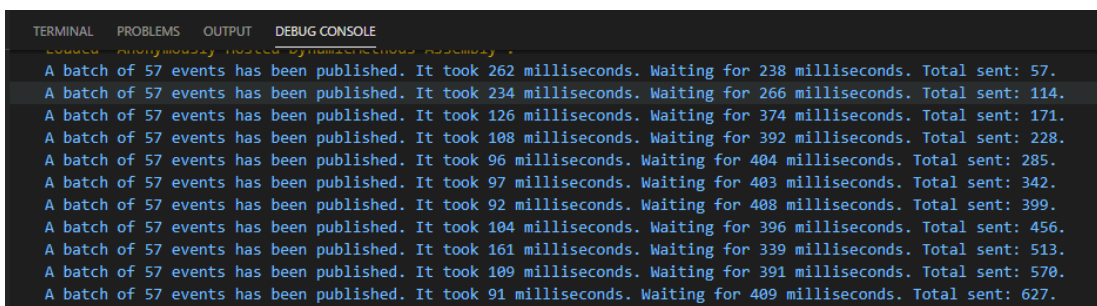 TERMINAL PROBLEMS OUTPUT DEBUG CONSOLE
Loaded 'Anonymously Hosted DynamicMethods Assembly'.
A batch of 57 events has been published. It took 262 milliseconds. Waiting for 238 milliseconds. Total sent: 57.
A batch of 57 events has been published. It took 234 milliseconds. Waiting for 266 milliseconds. Total sent: 114.
A batch of 57 events has been published. It took 126 milliseconds. Waiting for 374 milliseconds. Total sent: 171.
A batch of 57 events has been published. It took 108 milliseconds. Waiting for 392 milliseconds. Total sent: 228.
A batch of 57 events has been published. It took 96 milliseconds. Waiting for 404 milliseconds. Total sent: 285.
A batch of 57 events has been published. It took 97 milliseconds. Waiting for 403 milliseconds. Total sent: 342.
A batch of 57 events has been published. It took 92 milliseconds. Waiting for 408 milliseconds. Total sent: 399.
A batch of 57 events has been published. It took 104 milliseconds. Waiting for 396 milliseconds. Total sent: 456.
A batch of 57 events has been published. It took 161 milliseconds. Waiting for 339 milliseconds. Total sent: 513.
A batch of 57 events has been published. It took 109 milliseconds. Waiting for 391 milliseconds. Total sent: 570.
A batch of 57 events has been published. It took 91 milliseconds. Waiting for 409 milliseconds. Total sent: 627.